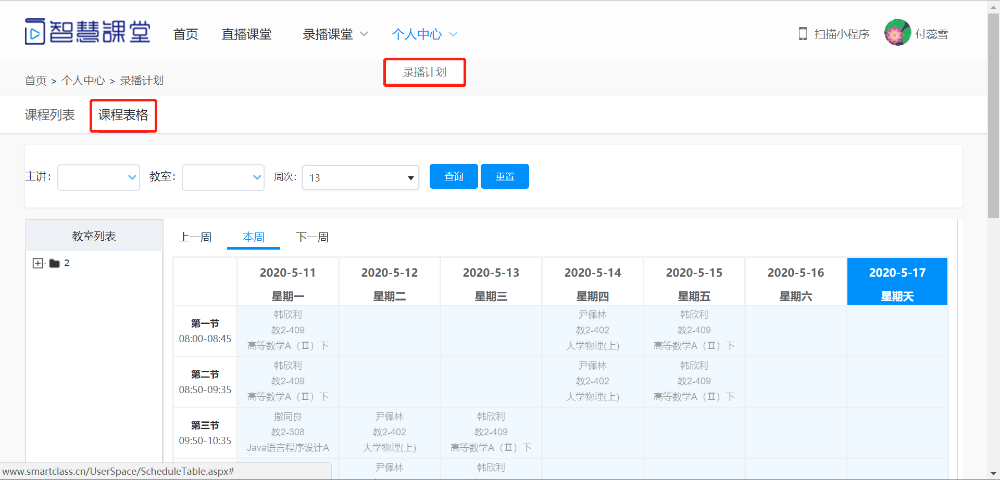 智慧课堂 首页 直播课堂 录播课堂 个人中心 扫描小程序 付蕊雪
录播计划
首页 > 个人中心 > 录播计划
课程列表 课程表格
主讲： 教室： 周次： 13 查询 重置
教室列表
2
上一周 本周 下一周
2020-5-11 2020-5-12 2020-5-13 2020-5-14 2020-5-15 2020-5-16 2020-5-17
星期一 星期二 星期三 星期四 星期五 星期六 星期天
第一节
08:00-08:45
韩欣利
教2-409
高等数学A（Ⅱ）下
尹佩林
教2-402
大学物理(上)
韩欣利
教2-409
高等数学A（Ⅱ）下
第二节
08:50-09:35
韩欣利
教2-409
高等数学A（Ⅱ）下
尹佩林
教2-402
大学物理(上)
韩欣利
教2-409
高等数学A（Ⅱ）下
第三节
09:50-10:35
撒同良
教2-308
Java语言程序设计A
尹佩林
教2-402
大学物理(上)
韩欣利
教2-409
高等数学A（Ⅱ）下
尹佩林
韩欣利
www.smartclass.cn/UserSpace/ScheduleTable.aspx#